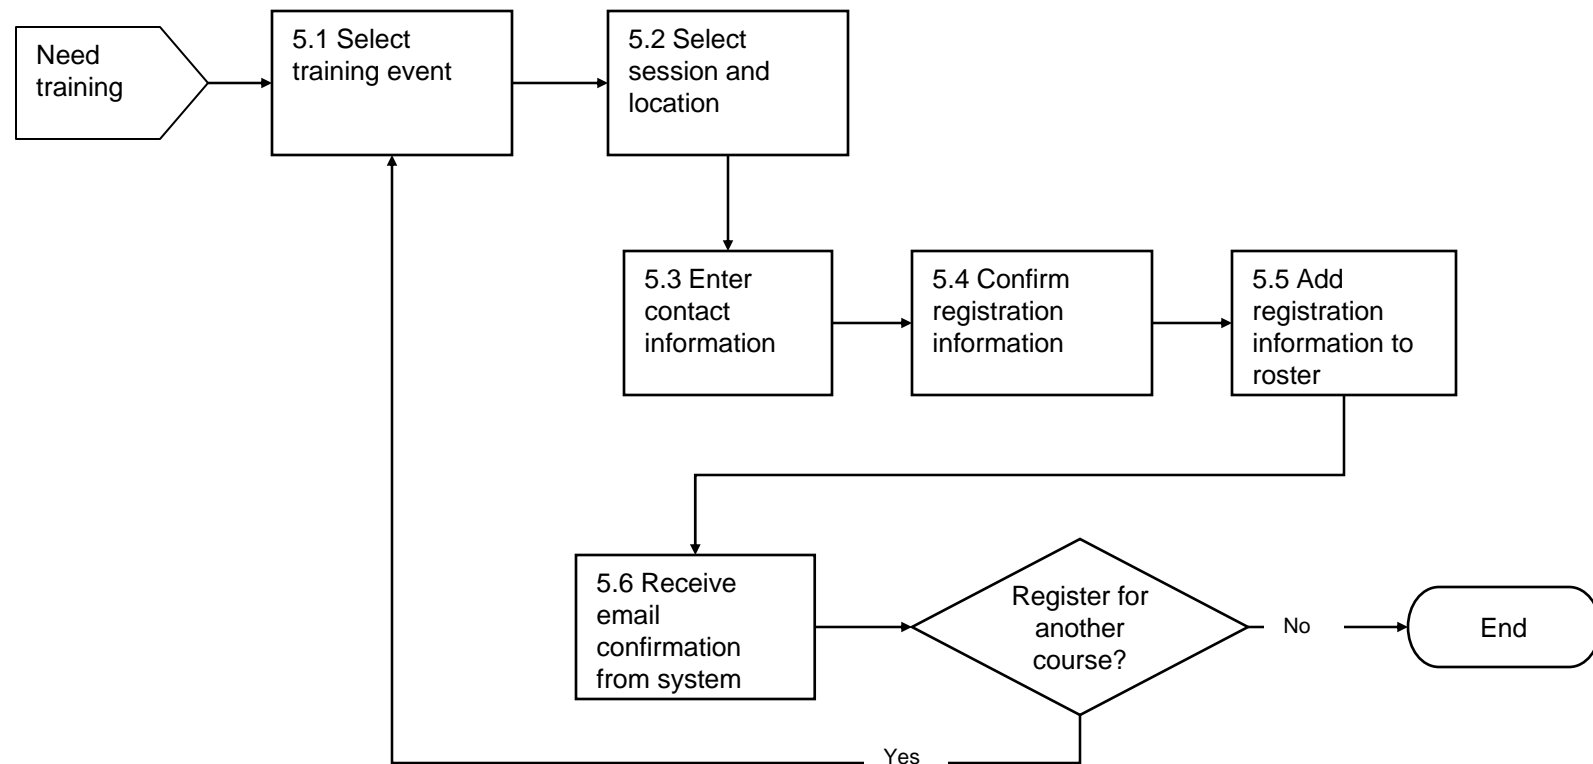 Need
training
5.1 Select
training event
5.2 Select
session and
location
5.3 Enter
contact
information
5.4 Confirm
registration
information
5.5 Add
registration
information to
roster
5.6 Receive
email
confirmation
from system
Register for
another
course?
No
End
Yes